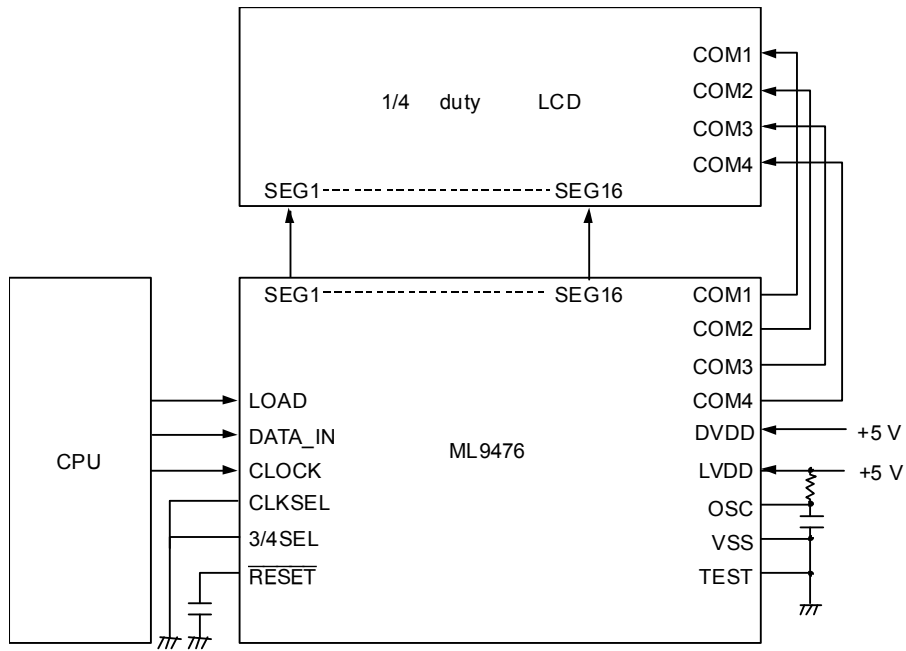 COM1
COM2
1/4 duty LCD
COM3
COM4
SEG1 SEG16
SEG1 SEG16
COM1
COM2
COM3
LOAD
COM4
DATA_IN
DVDD
+5 V
CPU
ML9476
CLOCK
LVDD
+5 V
CLKSEL
OSC
3/4SEL
VSS
RESET
TEST